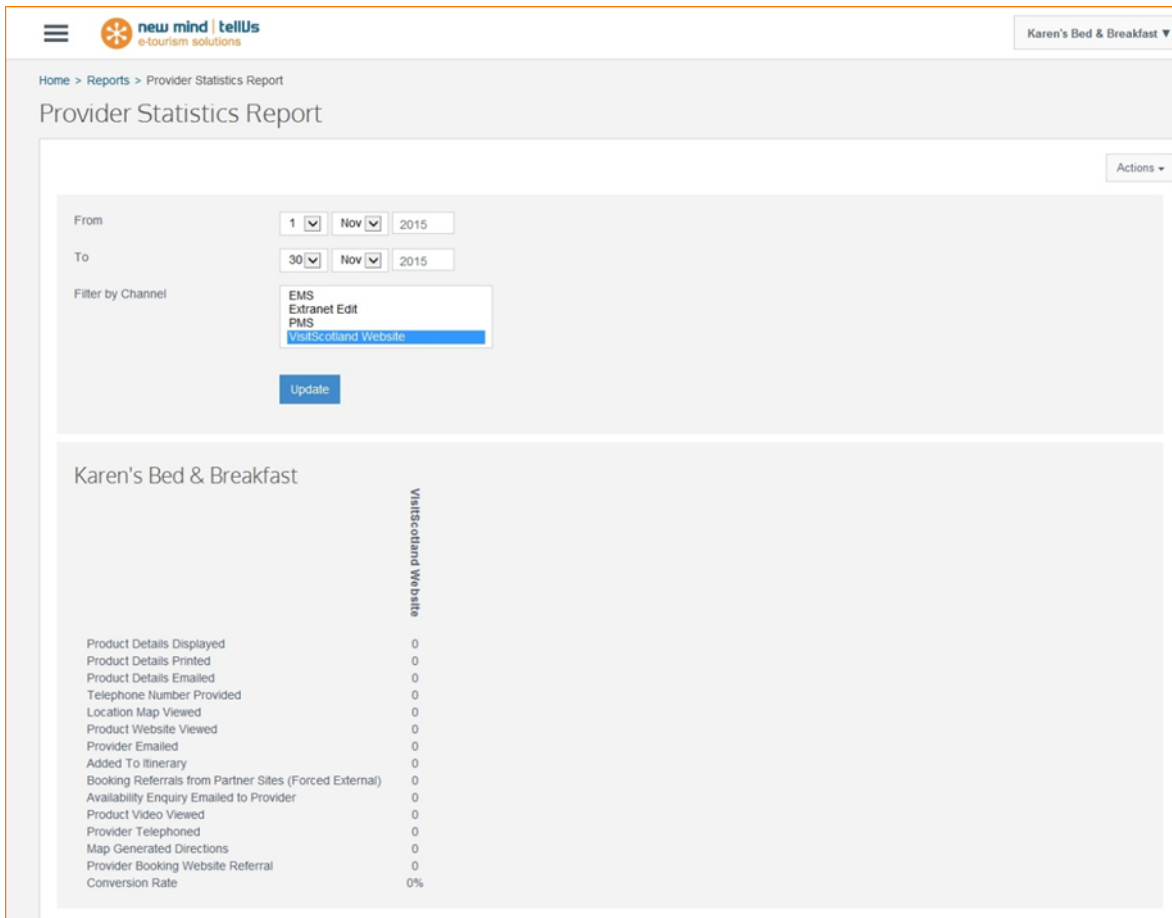 new mind | tellUs
e-tourism solutions
Karen's Bed & Breakfast ▼
Home > Reports > Provider Statistics Report
Provider Statistics Report
Actions
From 1 Nov 2015
To 30 Nov 2015
Filter by Channel
EMS
Extranet Edit
PMS
VisitScotland Website
Update
Karen's Bed & Breakfast
VisitScotland Website
Product Details Displayed 0
Product Details Printed 0
Product Details Emailed 0
Telephone Number Provided 0
Location Map Viewed 0
Product Website Viewed 0
Provider Emailed 0
Added To Itinerary 0
Booking Referrals from Partner Sites (Forced External) 0
Availability Enquiry Emailed to Provider 0
Product Video Viewed 0
Provider Telephoned 0
Map Generated Directions 0
Provider Booking Website Referral 0
Conversion Rate 0%